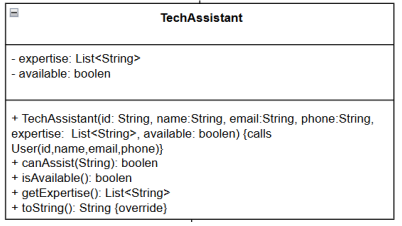 TechAssistant
- expertise: List<String>
- available: boolen
+ TechAssistant(id: String, name:String, email:String, phone:String,
expertise: List<String>, available: boolen) {calls
User(id,name,email,phone)}
+ canAssist(String): boolen
+ isAvailable(): boolen
+ getExpertise(): List<String>
+ toString(): String {override}